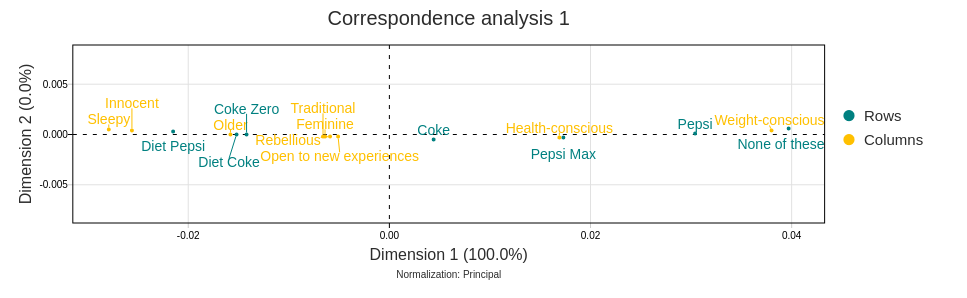 Correspondence analysis 1
Dimension 2 (0.0%)
0.005
0.000
-0.005
Innocent
Sleepy
Diet Pepsi
Coke Zero
Older
Diet Coke
Traditional
Feminine
Rebellious
Open to new experiences
Coke
Health-conscious
Pepsi Max
Pepsi
Weight-conscious
None of these
Rows
Columns
-0.02
0.00
0.02
0.04
Dimension 1 (100.0%)
Normalization: Principal